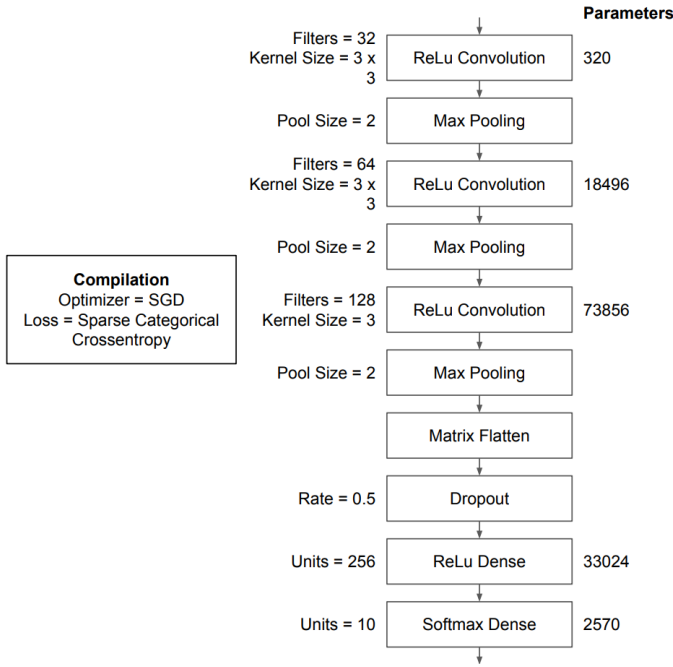 Parameters
Filters = 32
Kernel Size = 3 x
3
ReLu Convolution
320
Pool Size = 2
Max Pooling
Filters = 64
Kernel Size = 3 x
3
ReLu Convolution
18496
Pool Size = 2
Max Pooling
Compilation
Optimizer = SGD
Loss = Sparse Categorical
Crossentropy
Filters = 128
Kernel Size = 3
ReLu Convolution
73856
Pool Size = 2
Max Pooling
Matrix Flatten
Rate = 0.5
Dropout
Units = 256
ReLu Dense
33024
Units = 10
Softmax Dense
2570